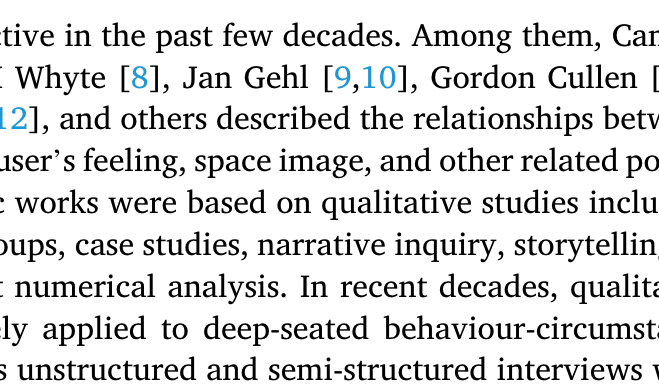 ctive in the past few decades. Among them, Cam
Whyte [8], Jan Gehl [9,10], Gordon Cullen [
12], and others described the relationships betw
user's feeling, space image, and other related po
c works were based on qualitative studies inclu
oups, case studies, narrative inquiry, storytelling
t numerical analysis. In recent decades, qualita
ely applied to deep-seated behaviour-circumsta
s unstructured and semi-structured interviews w